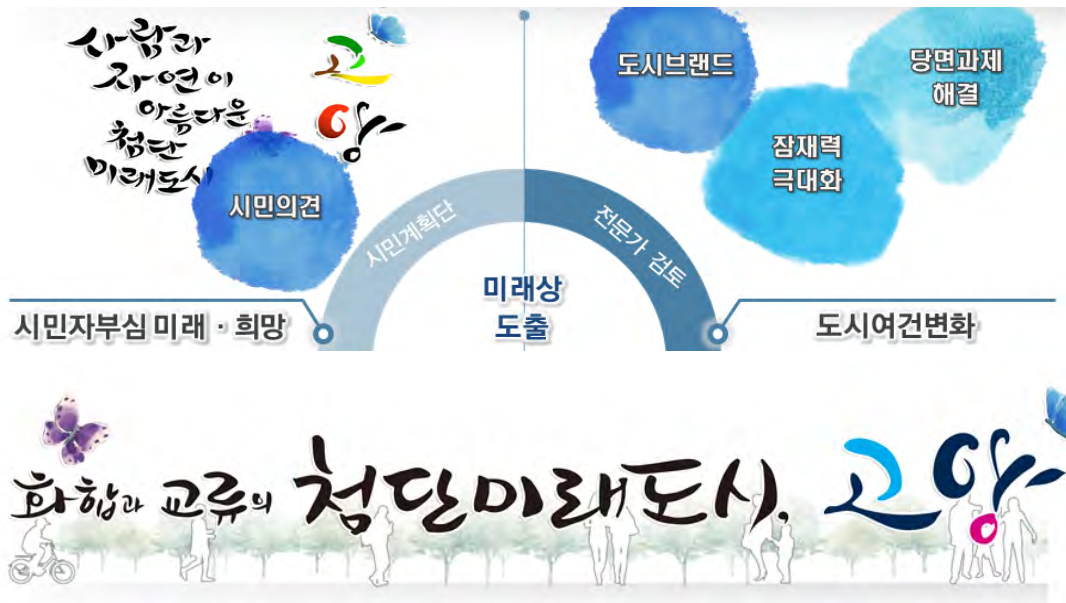 사람과
자연이
아름다운
첨단
미래도시
고양
시민의견
도시브랜드
당면과제
해결
잠재력
극대화
시민계획단
전문가 검토
미래상
도출
시민자부심 미래 · 희망
도시여건변화
화합과 교류의 첨단미래도시, 고양